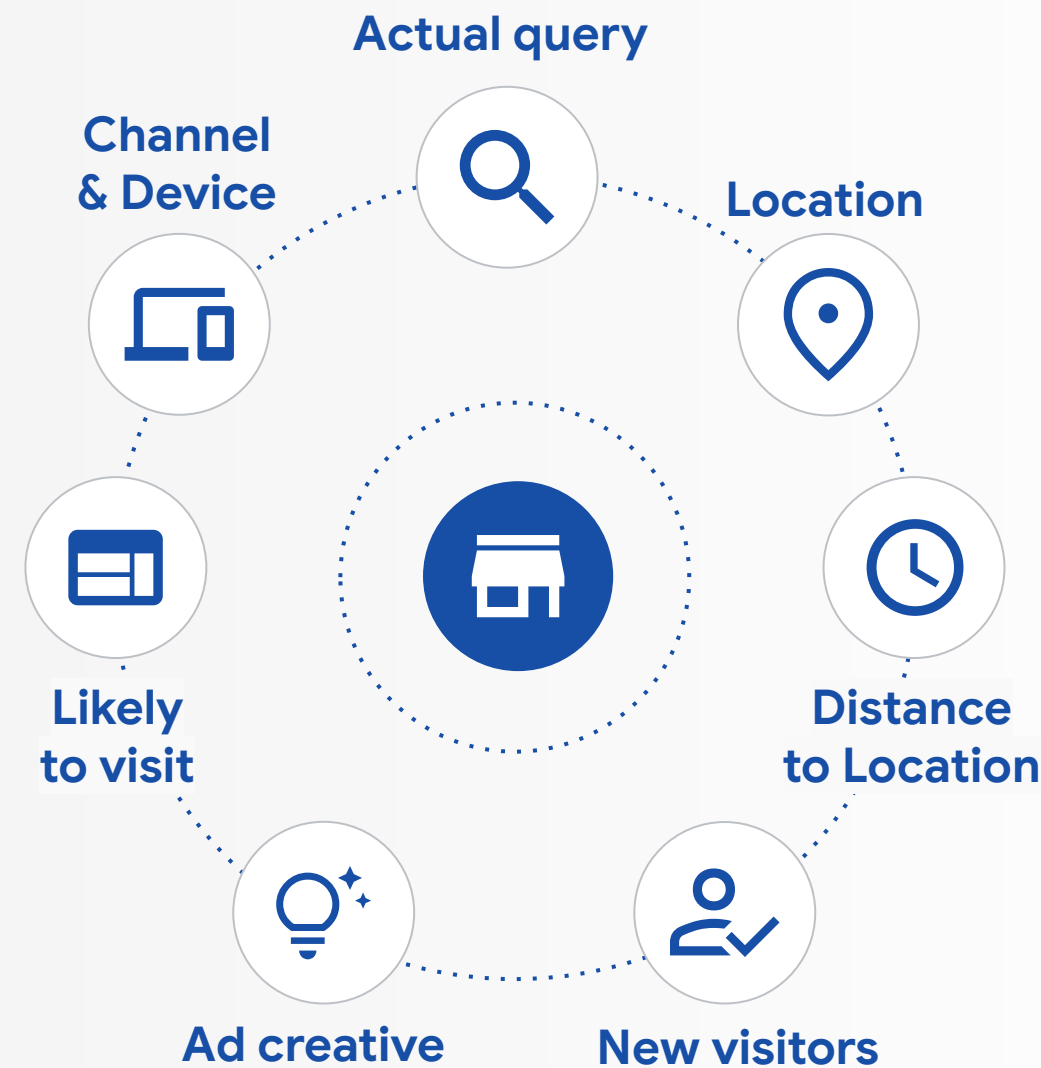 Actual query
Channel
& Device
Location
Likely
to visit
Distance
to Location
Ad creative
New visitors